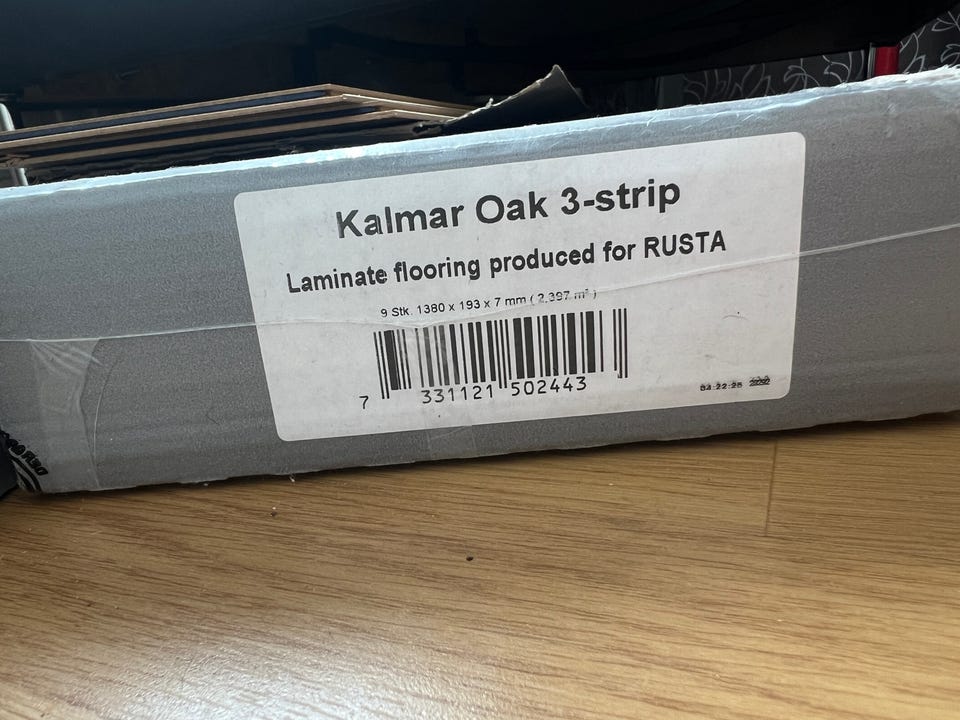 Kalmar Oak 3-strip
Laminate flooring produced for RUSTA
9 Stk. 1380 x 193 x 7 mm ( 2.397 m² )
7 331121 502443